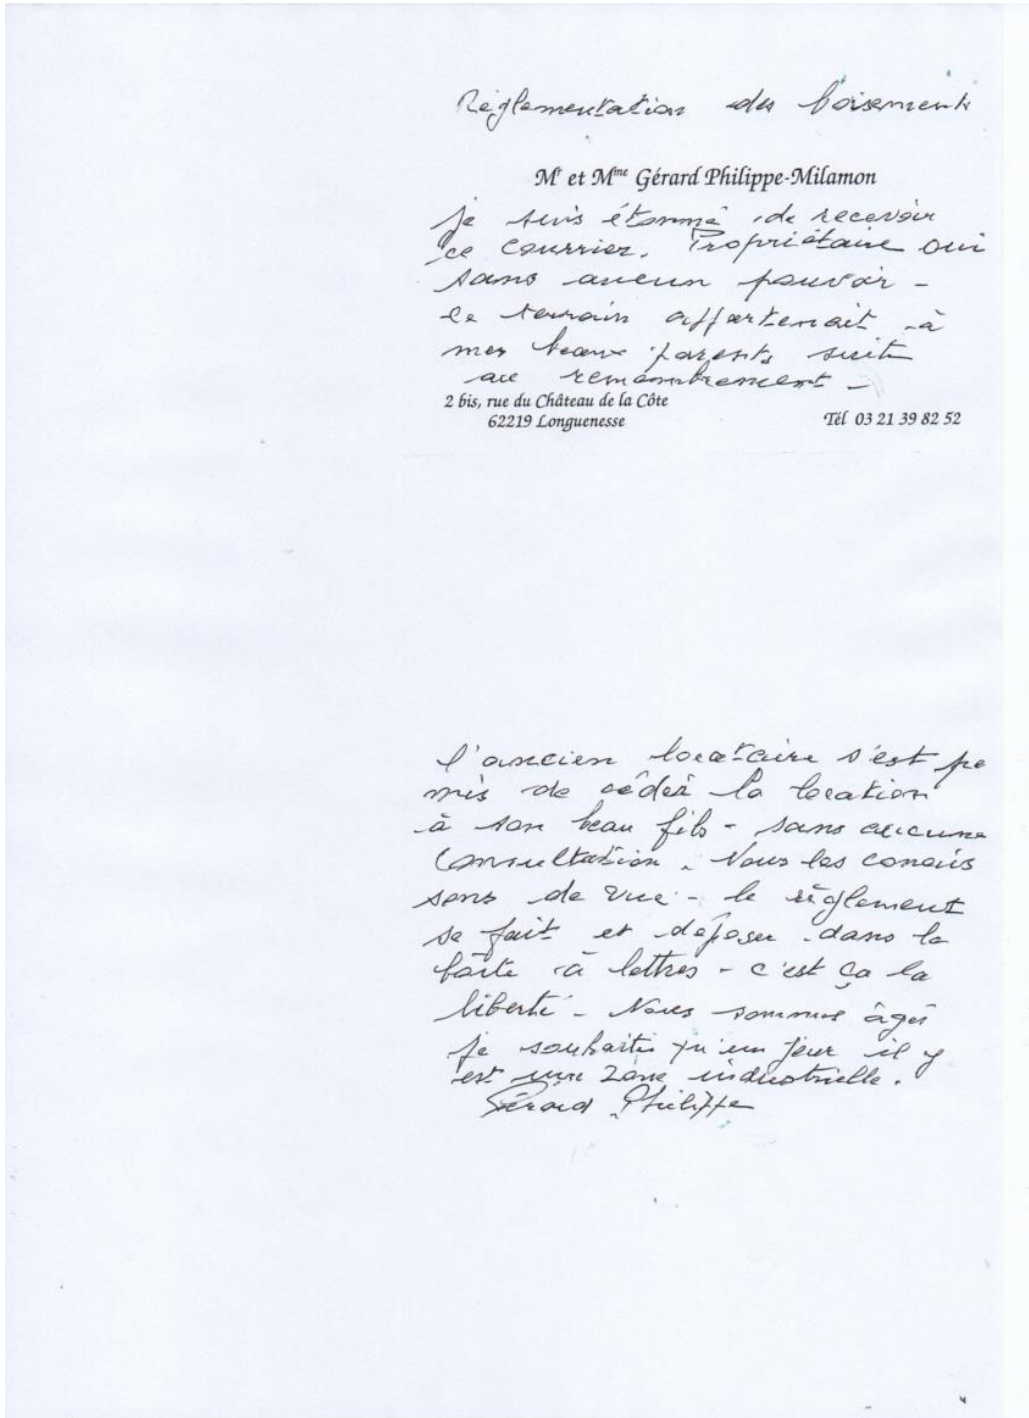 Règlementation des boisements
Mr et Mme Gérard Philippe-Milamon
je suis étonné de recevoir
ce courrier. Propriétaire oui
sans aucun pouvoir -
le terrain appartenait à
mes beaux parents suite
au remembrement -
2 bis, rue du Château de la Côte
62219 Longuenesse
Tél 03 21 39 82 52
l'ancien locataire s'est pe
mis de céder la location
à son beau fils - sans aucune
consultation. Nous les conais
sons de vue - le règlement
se fait et déposer dans la
boite à lettres - c'est ça la
liberté - Nous sommes âgés
je souhaite qu'un jour il y
est une zone industrielle.
Gérard Philippe